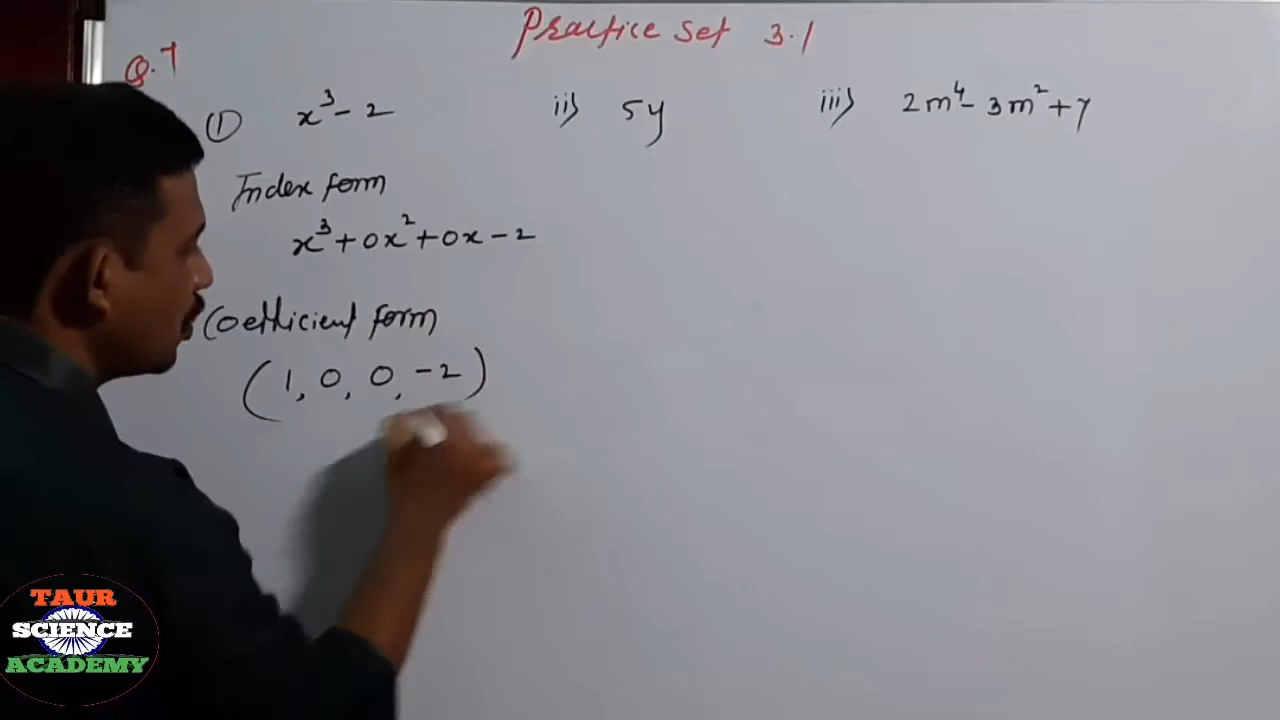 Practice Set 3.1
Q.7
① x³ - 2 ii) 5y iii) 2m⁴ - 3m² + 7
Index form
x³ + 0x² + 0x - 2
Coefficient form
(1, 0, 0, -2)
TAUR
SCIENCE
ACADEMY